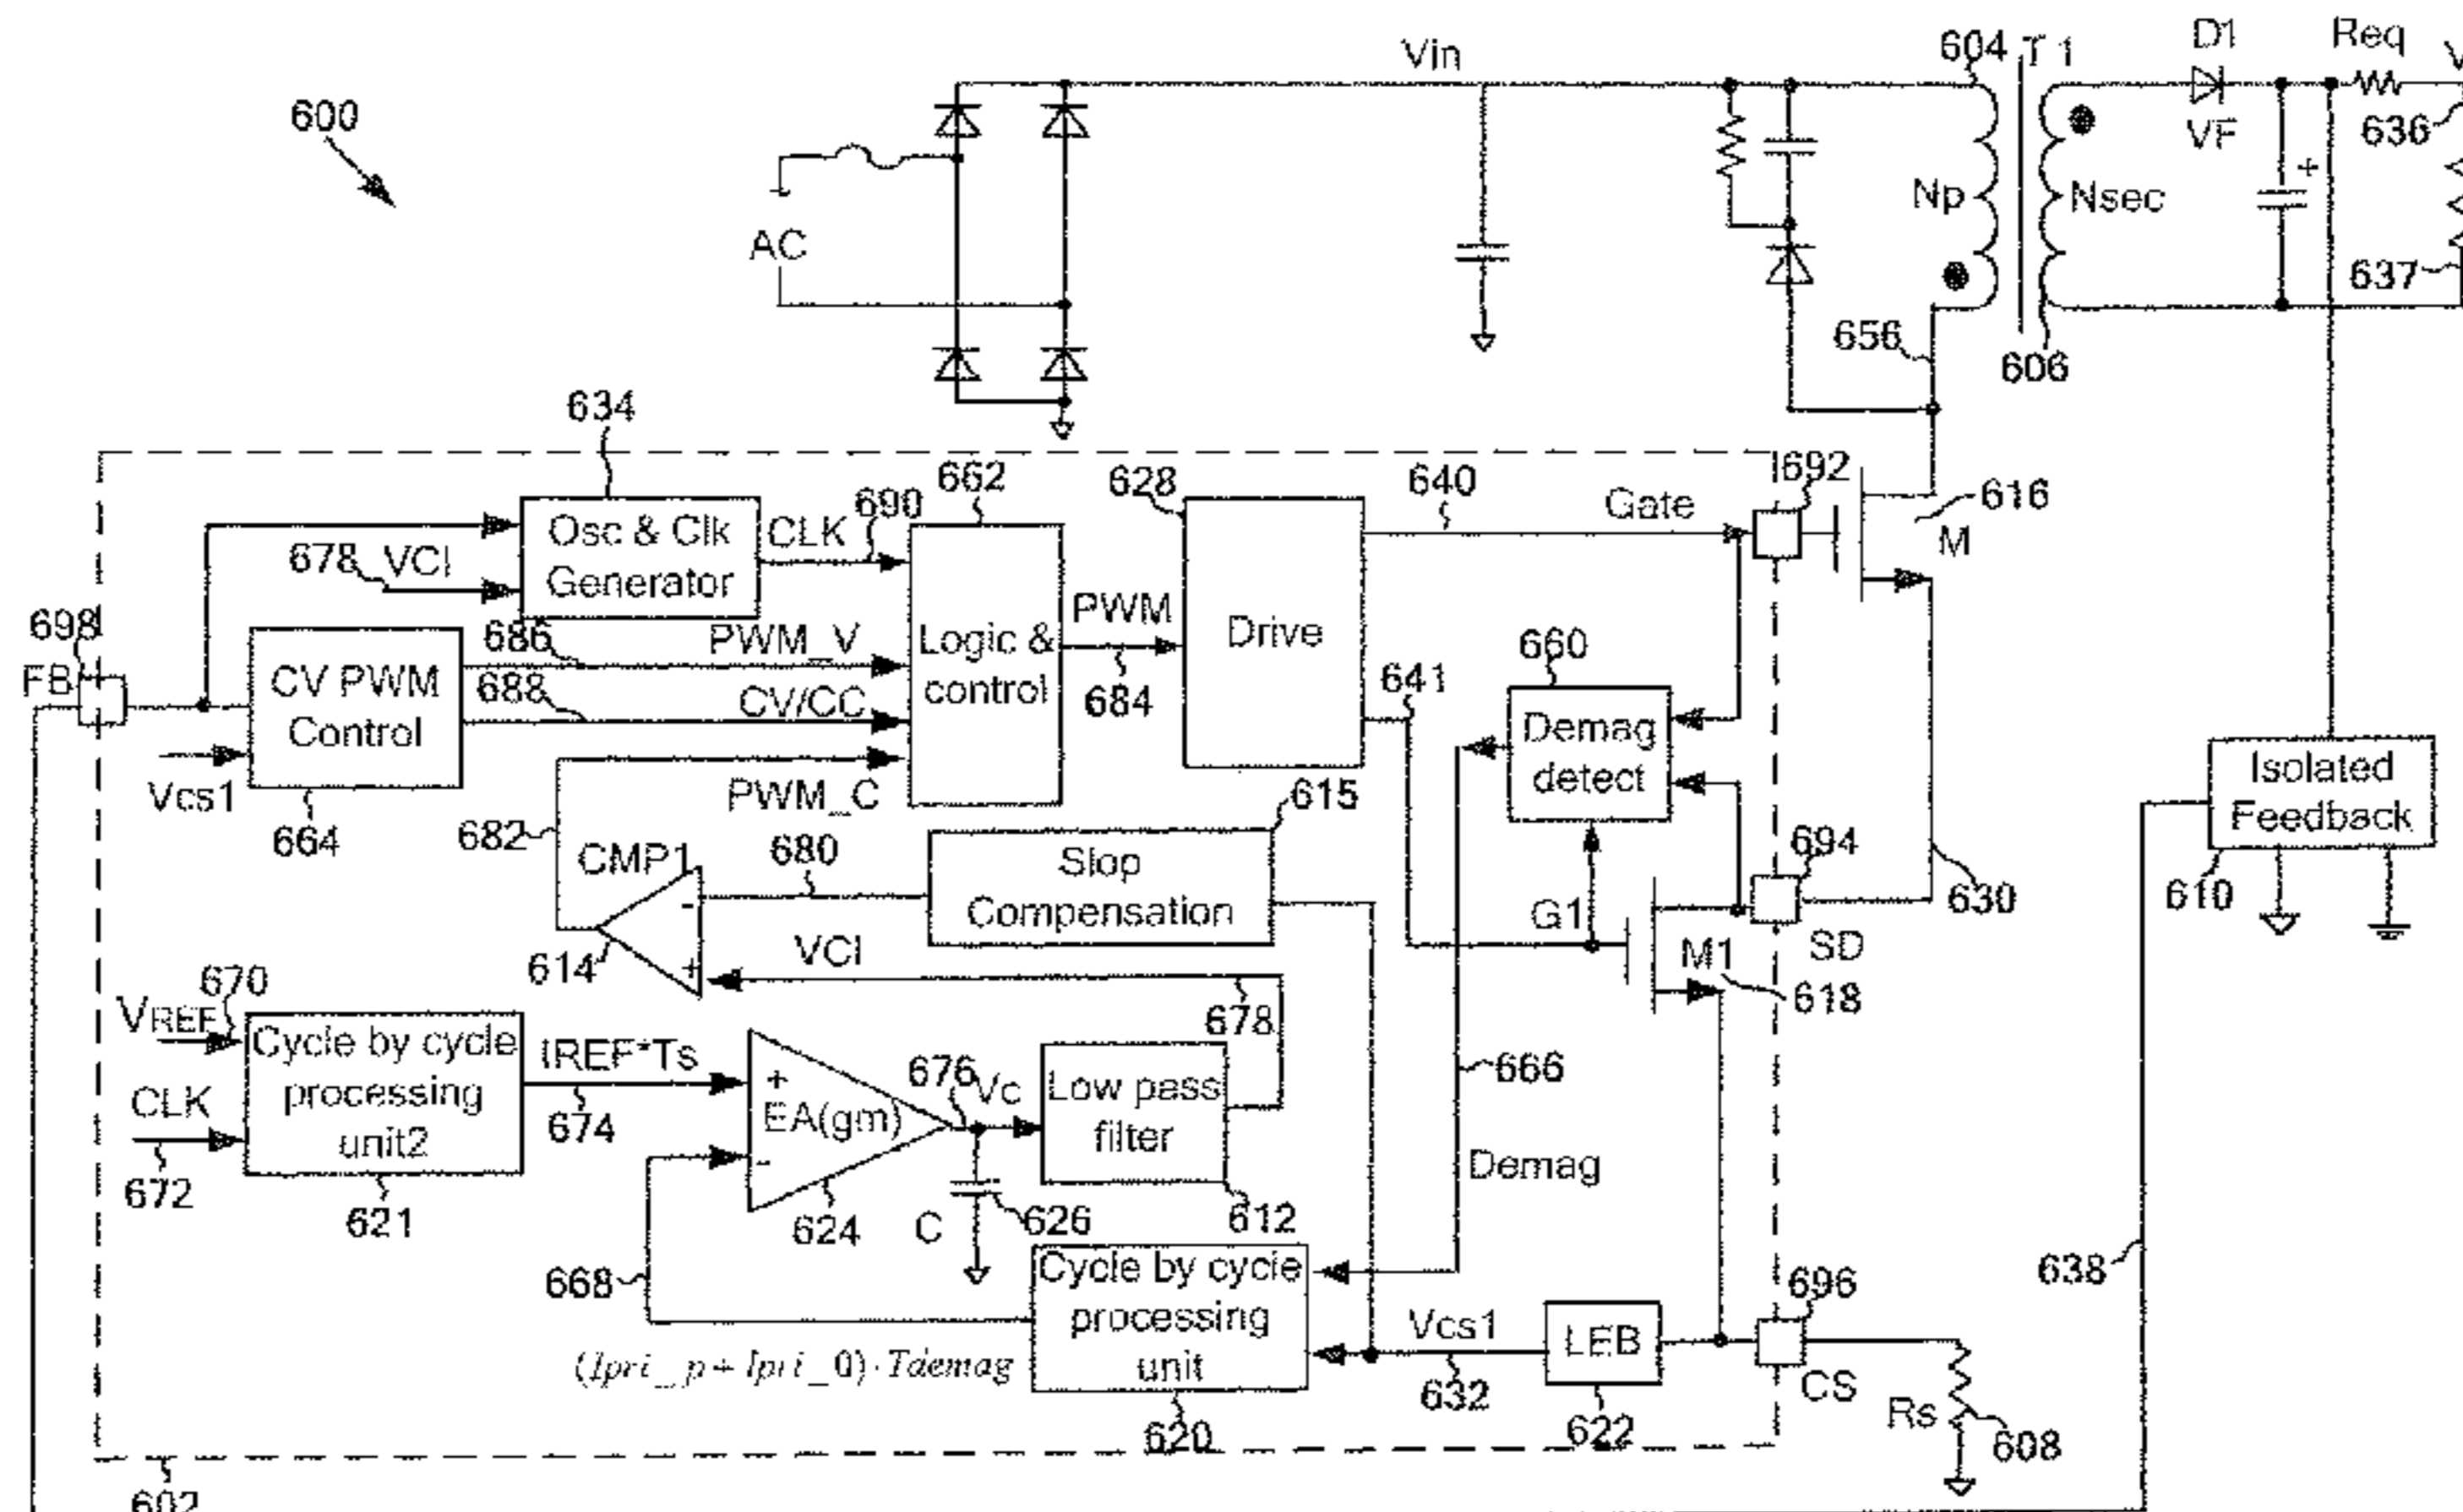 600
AC
Vin
604
T 1
D1
VF
Req
V
636
637
Np
Nsec
656
606
634
Osc & Clk
Generator
678
VCI
CLK
690
662
Logic &
control
628
Drive
640
Gate
692
616
M
698
FB
CV PWM
Control
Vcs1
664
686
PWM_V
688
CV/CC
PWM_C
682
PWM
684
641
660
Demag
detect
615
Slop
Compensation
680
CMP1
614
VCI
678
694
SD
G1
M1
618
630
Isolated
Feedback
610
670
VREF
CLK
672
Cycle by cycle
processing
unit2
621
IREF*Ts
674
+
EA(gm)
-
624
676
Vc
C
626
Low pass
filter
612
666
Demag
668
(Ipri_p + Ipri_0) · Tdemag
Cycle by cycle
processing
unit
620
Vcs1
632
LEB
622
696
CS
Rs
608
638
602